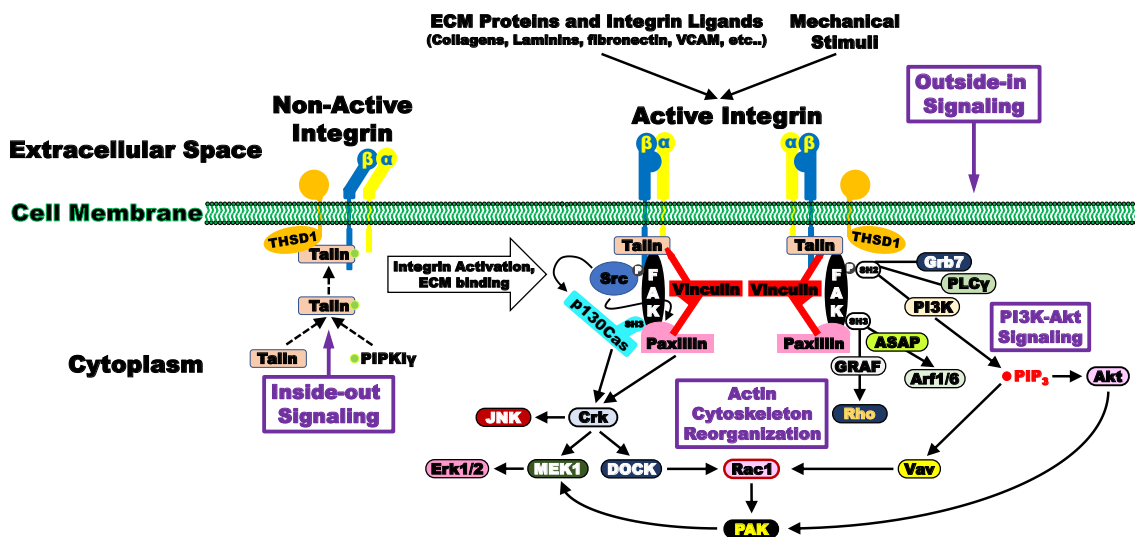 ECM Proteins and Integrin Ligands
(Collagens, Laminins, fibronectin, VCAM, etc..)
Mechanical
Stimuli
Outside-in
Signaling
Non-Active
Integrin
Active Integrin
Extracellular Space
β α
β α
α β
Cell Membrane
THSD1
Talin
Talin
Talin
PIPKIγ
Inside-out
Signaling
Cytoplasm
Integrin Activation,
ECM binding
Talin
Src
P
FAK
p130Cas
SH3
Vinculin
Paxillin
Talin
THSD1
Vinculin
FAK
P
SH2
Grb7
PLCγ
PI3K
Paxillin
SH3
ASAP
GRAF
Arf1/6
Rho
PI3K-Akt
Signaling
PIP3
Akt
Actin
Cytoskeleton
Reorganization
JNK
Crk
Erk1/2
MEK1
DOCK
Rac1
Vav
PAK